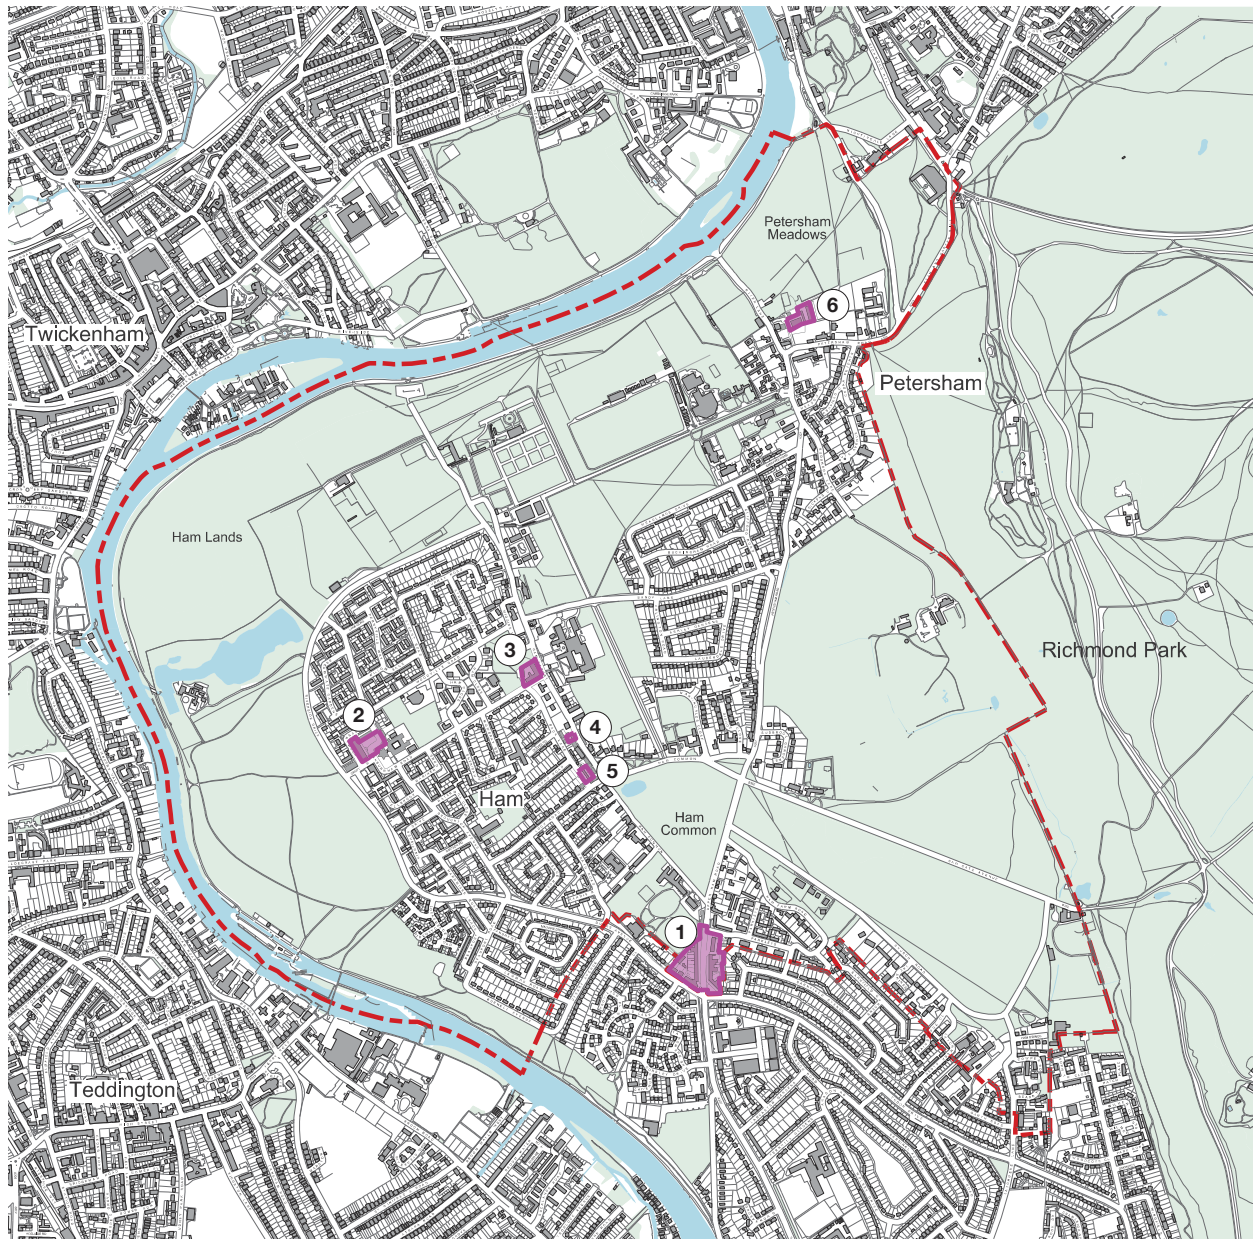 6
Petersham
Meadows
Twickenham
Petersham
Ham Lands
3
Richmond Park
2
4
5
Ham
Ham
Common
1
Teddington